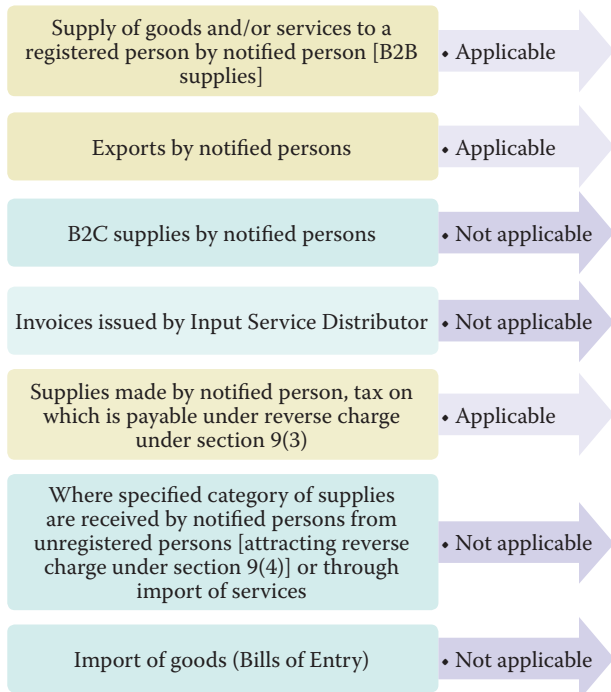 Supply of goods and/or services to a
registered person by notified person [B2B
supplies]
• Applicable
Exports by notified persons
• Applicable
B2C supplies by notified persons
• Not applicable
Invoices issued by Input Service Distributor
• Not applicable
Supplies made by notified person, tax on
which is payable under reverse charge
under section 9(3)
• Applicable
Where specified category of supplies
are received by notified persons from
unregistered persons [attracting reverse
charge under section 9(4)] or through
import of services
• Not applicable
Import of goods (Bills of Entry)
• Not applicable